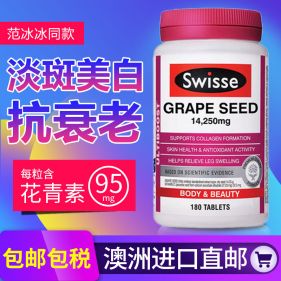 范冰冰同款
淡斑美白
抗衰老
每粒含
花青素
95
mg
包邮包税
澳洲进口直邮
Swisse
GRAPE SEED
14,250mg
SUPPORTS COLLAGEN FORMATION
SKIN HEALTH & ANTIOXIDANT ACTIVITY
HELPS RELIEVE LEG SWELLING
BASED ON SCIENTIFIC EVIDENCE
BODY & BEAUTY
180 TABLETS